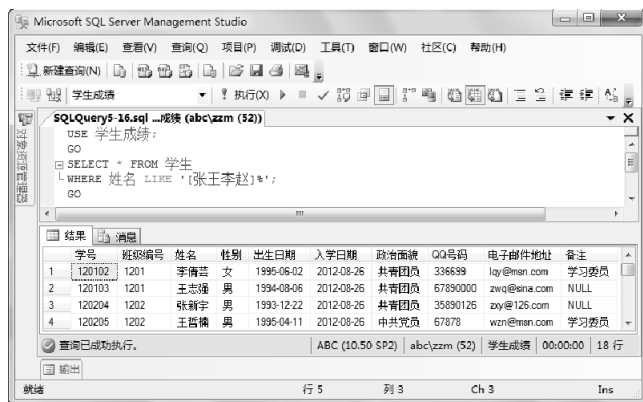 Microsoft SQL Server Management Studio
文件(F) 编辑(E) 查看(V) 查询(Q) 项目(P) 调试(D) 工具(T) 窗口(W) 社区(C) 帮助(H)
新建查询(N)
学生成绩 执行(X)
SQLQuery5-16.sql ...成绩 (abc\zzm (52))
对象资源管理器
USE 学生成绩;
GO
SELECT * FROM 学生
WHERE 姓名 LIKE '[张王李赵]%';
GO
结果 消息
学号 班级编号 姓名 性别 出生日期 入学日期 政治面貌 QQ号码 电子邮件地址 备注
1 120102 1201 李倩芸 女 1995-06-02 2012-08-26 共青团员 336699 lqy@msn.com 学习委员
2 120103 1201 王志强 男 1994-08-06 2012-08-26 共青团员 67890000 zwq@sina.com NULL
3 120204 1202 张新宇 男 1993-12-22 2012-08-26 共青团员 35890126 zxy@126.com NULL
4 120205 1202 王哲楠 男 1995-04-11 2012-08-26 中共党员 67878 wzn@msn.com 学习委员
查询已成功执行。 ABC (10.50 SP2) abc\zzm (52) 学生成绩 00:00:00 18 行
输出
就绪 行 5 列 3 Ch 3 Ins